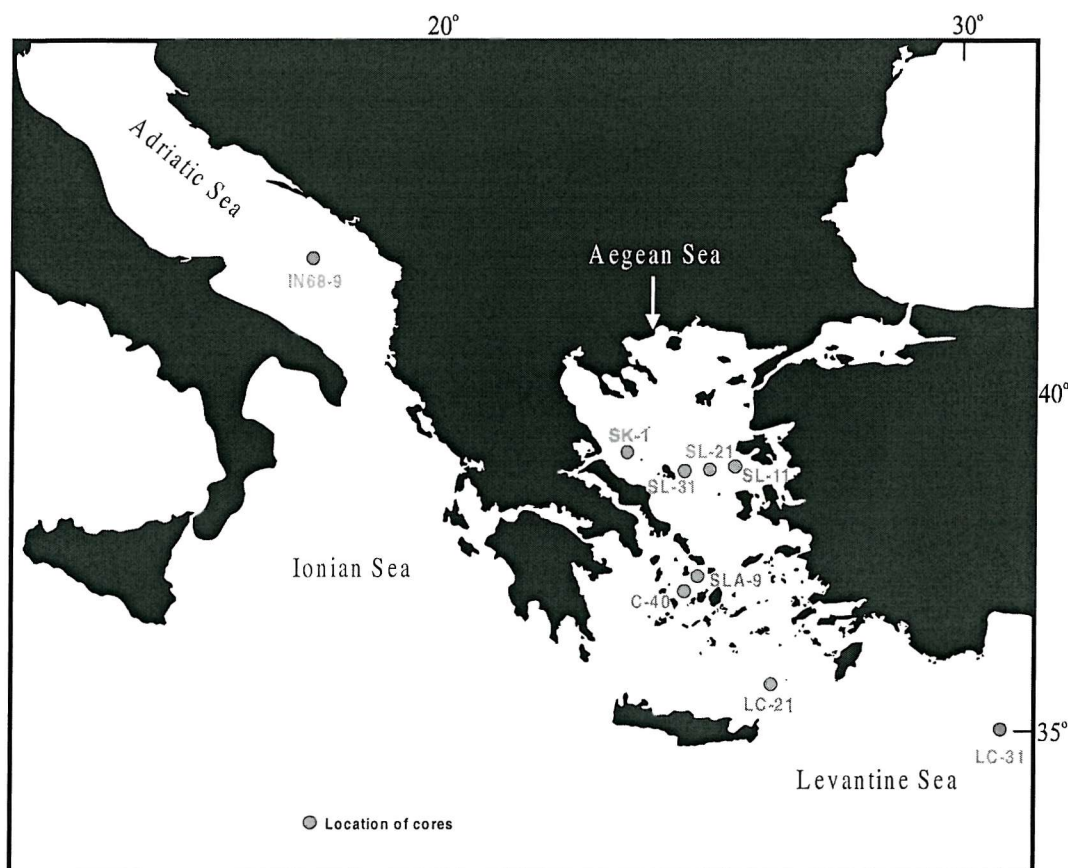 20°
30°
Adriatic Sea
IN68-9
Aegean Sea
40°
SK-1
SL-21
SL-31
SL-11
Ionian Sea
SLA-9
C-40
LC-21
35°
LC-31
Levantine Sea
Location of cores